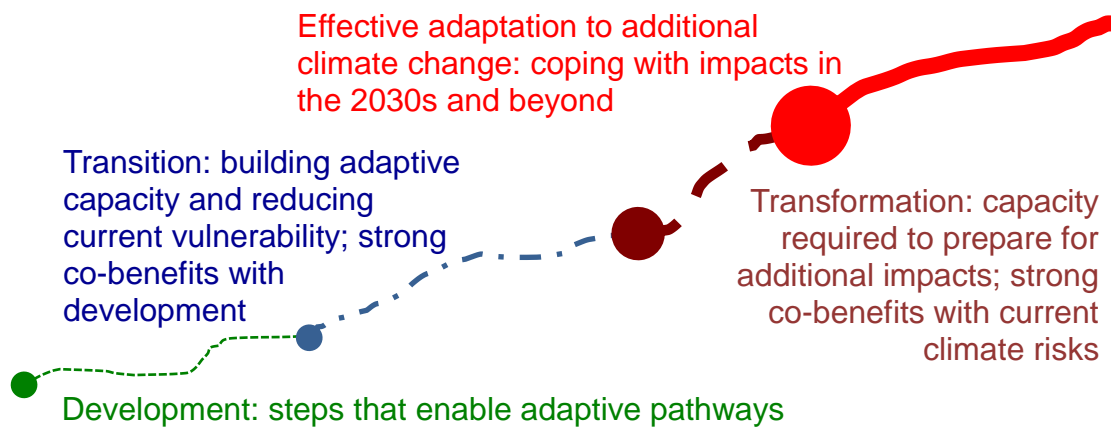 Effective adaptation to additional
climate change: coping with impacts in
the 2030s and beyond
Transition: building adaptive
capacity and reducing
current vulnerability; strong
co-benefits with
development
Transformation: capacity
required to prepare for
additional impacts; strong
co-benefits with current
climate risks
Development: steps that enable adaptive pathways